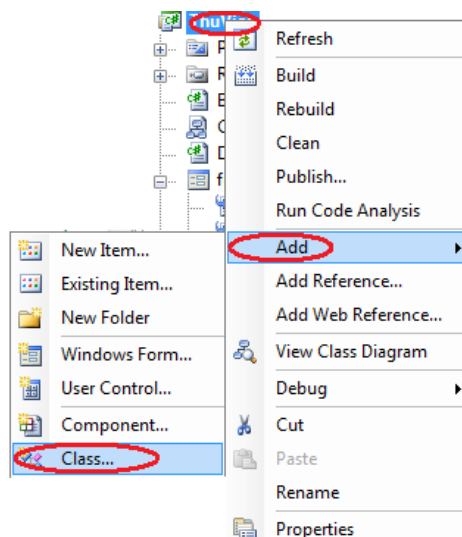 Refresh
Build
Rebuild
Clean
Publish...
Run Code Analysis
Add
Add Reference...
Add Web Reference...
View Class Diagram
Debug
Cut
Paste
Rename
Properties
New Item...
Existing Item...
New Folder
Windows Form...
User Control...
Component...
Class...